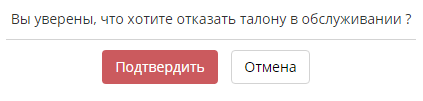 Вы уверены, что хотите отказать талону в обслуживании ?
Подтвердить Отмена